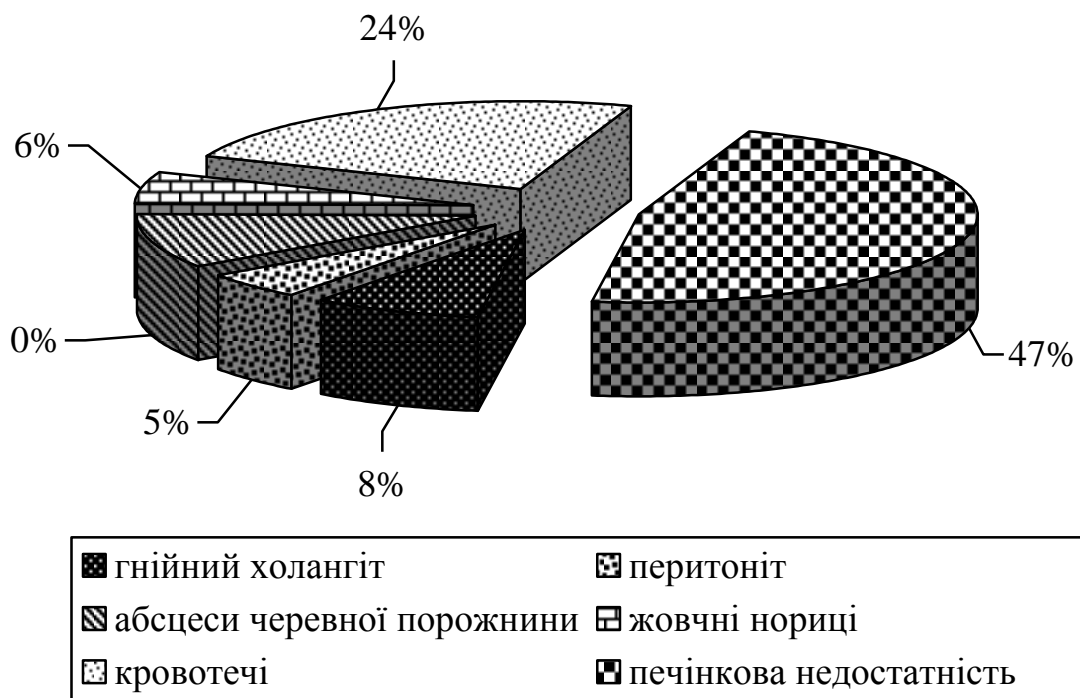 24%
6%
0%
47%
5%
8%
гнійний холангіт
перитоніт
абсцеси черевної порожнини
жовчні нориці
кровотечі
печінкова недостатність